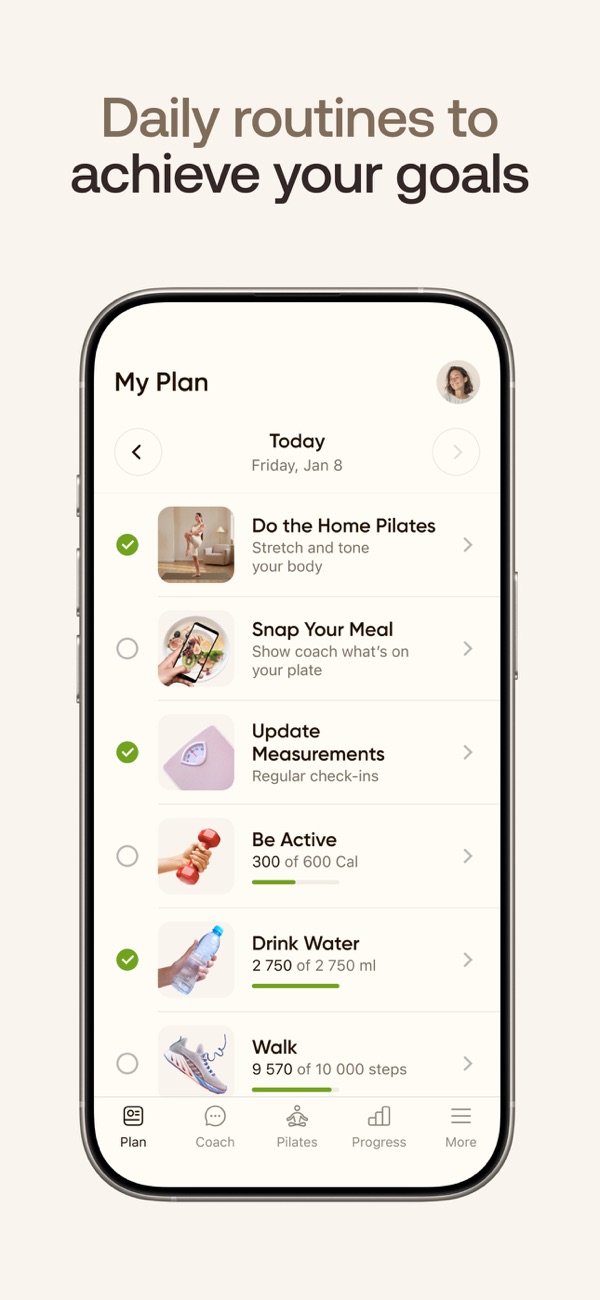 Daily routines to
achieve your goals
My Plan
Today
Friday, Jan 8
Do the Home Pilates
Stretch and tone
your body
Snap Your Meal
Show coach what's on
your plate
Update
Measurements
Regular check-ins
Be Active
300 of 600 Cal
Drink Water
2 750 of 2 750 ml
Walk
9 570 of 10 000 steps
Plan
Coach
Pilates
Progress
More